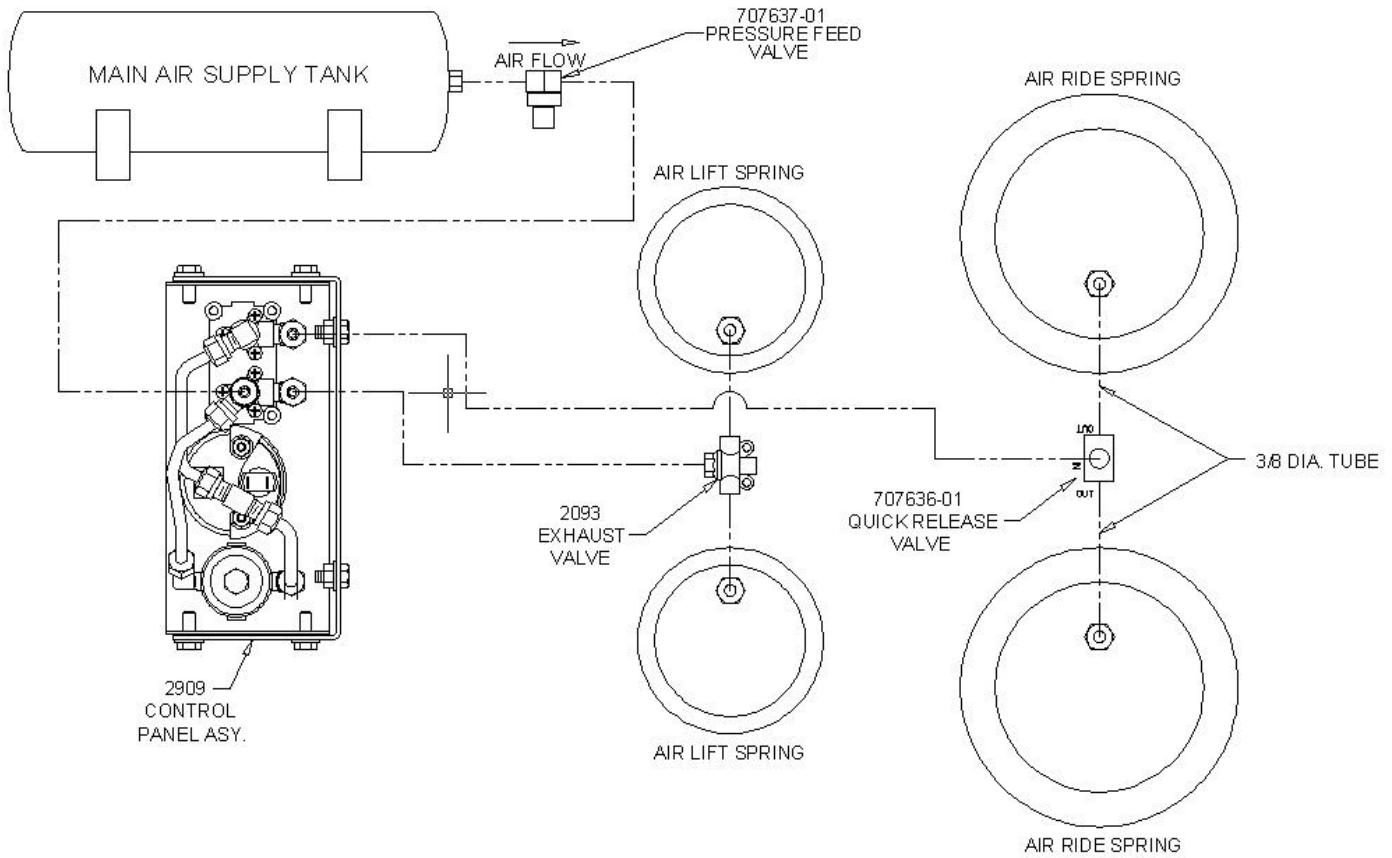 707637-01
PRESSURE FEED
VALVE
AIR FLOW
MAIN AIR SUPPLY TANK
AIR RIDE SPRING
AIR LIFT SPRING
OUT
IN
OUT
3/8 DIA. TUBE
707636-01
QUICK RELEASE
VALVE
2093
EXHAUST
VALVE
2909
CONTROL
PANEL ASY.
AIR LIFT SPRING
AIR RIDE SPRING